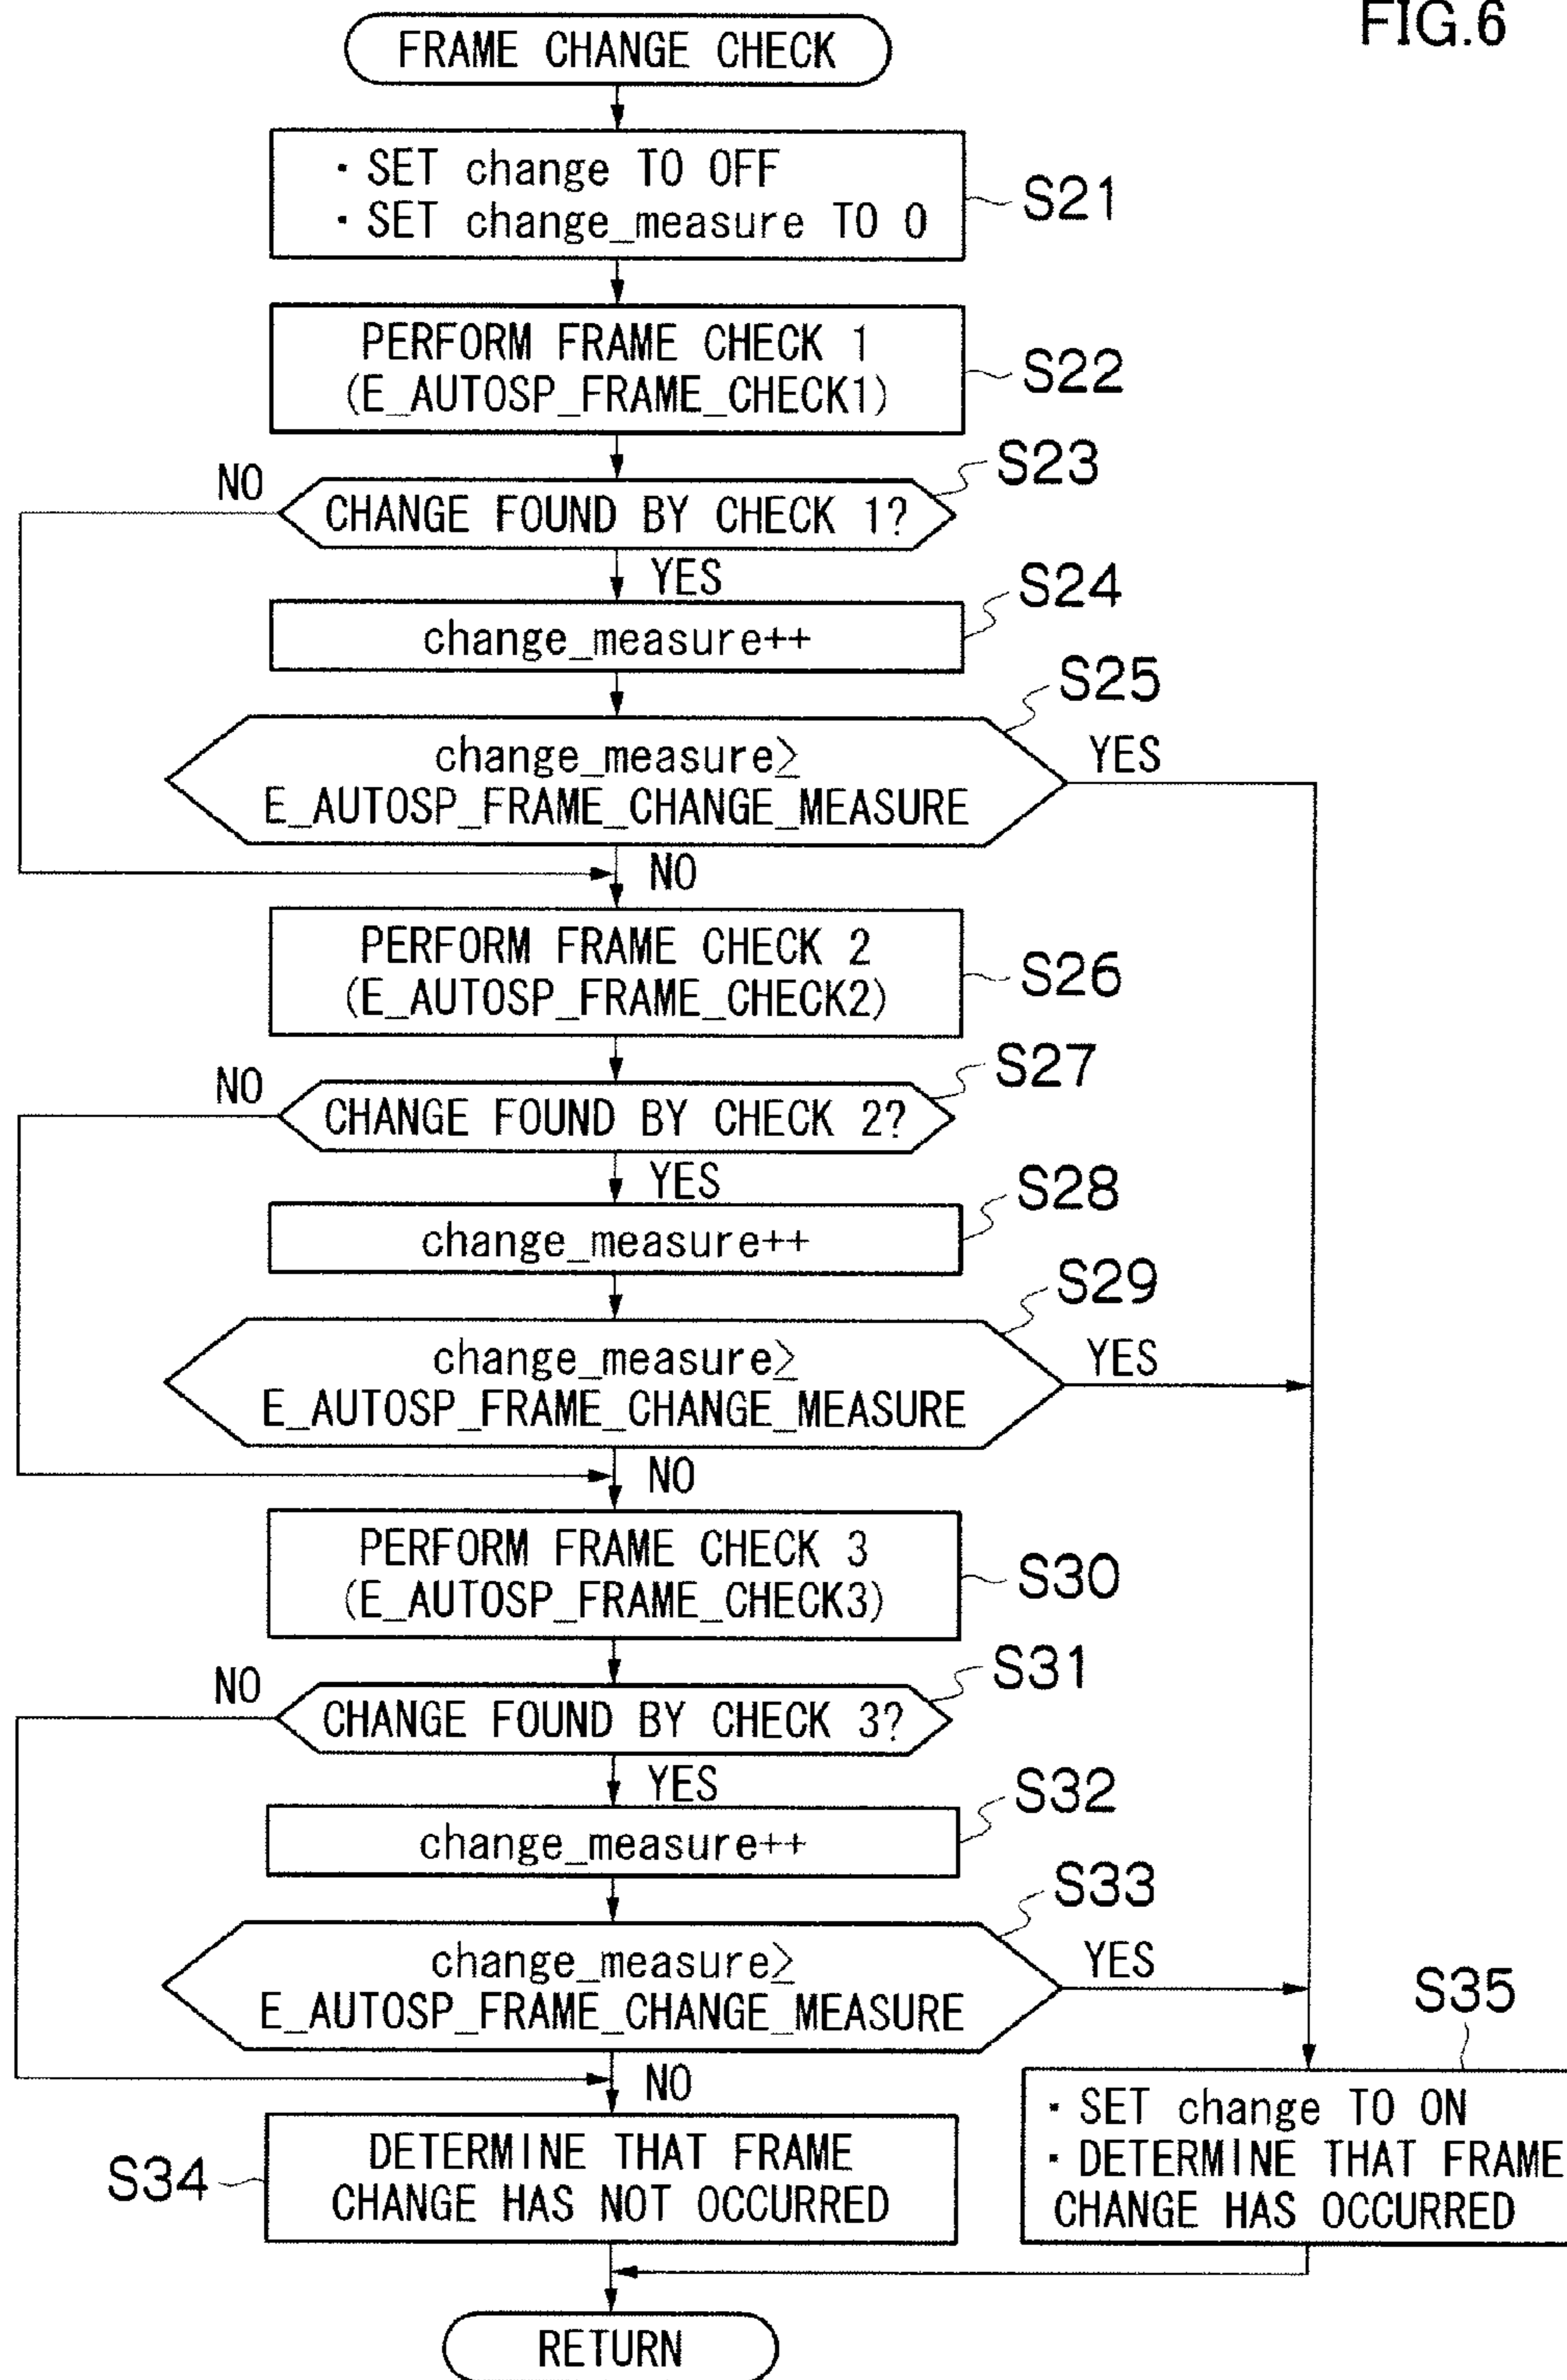 FIG.6
FRAME CHANGE CHECK
· SET change TO OFF
· SET change_measure TO 0
S21
PERFORM FRAME CHECK 1
(E_AUTOSP_FRAME_CHECK1)
S22
S23
NO
CHANGE FOUND BY CHECK 1?
YES
S24
change_measure++
S25
change_measure≥
E_AUTOSP_FRAME_CHANGE_MEASURE
YES
NO
PERFORM FRAME CHECK 2
(E_AUTOSP_FRAME_CHECK2)
S26
S27
NO
CHANGE FOUND BY CHECK 2?
YES
S28
change_measure++
S29
change_measure≥
E_AUTOSP_FRAME_CHANGE_MEASURE
YES
NO
PERFORM FRAME CHECK 3
(E_AUTOSP_FRAME_CHECK3)
S30
S31
NO
CHANGE FOUND BY CHECK 3?
YES
S32
change_measure++
S33
change_measure≥
E_AUTOSP_FRAME_CHANGE_MEASURE
YES
NO
S35
· SET change TO ON
· DETERMINE THAT FRAME
CHANGE HAS OCCURRED
S34
DETERMINE THAT FRAME
CHANGE HAS NOT OCCURRED
RETURN